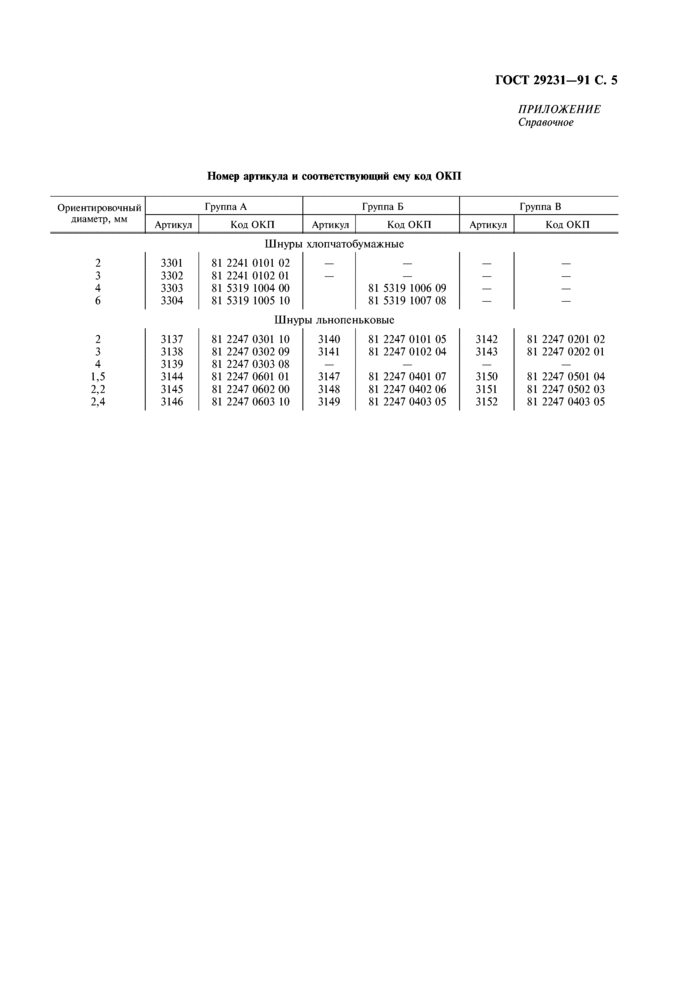 ГОСТ 29231—91 С. 5
ПРИЛОЖЕНИЕ
Справочное
Номер артикула и соответствующий ему код ОКП
Ориентировочный диаметр, мм Группа А Группа Б Группа В
Артикул Код ОКП Артикул Код ОКП Артикул Код ОКП
Шнуры хлопчатобумажные
2 3301 81 2241 0101 02 — — — —
3 3302 81 2241 0102 01 — — — —
4 3303 81 5319 1004 00 81 5319 1006 09 — —
6 3304 81 5319 1005 10 81 5319 1007 08 — —
Шнуры льнопеньковые
2 3137 81 2247 0301 10 3140 81 2247 0101 05 3142 81 2247 0201 02
3 3138 81 2247 0302 09 3141 81 2247 0102 04 3143 81 2247 0202 01
4 3139 81 2247 0303 08 — — — —
1,5 3144 81 2247 0601 01 3147 81 2247 0401 07 3150 81 2247 0501 04
2,2 3145 81 2247 0602 00 3148 81 2247 0402 06 3151 81 2247 0502 03
2,4 3146 81 2247 0603 10 3149 81 2247 0403 05 3152 81 2247 0403 05